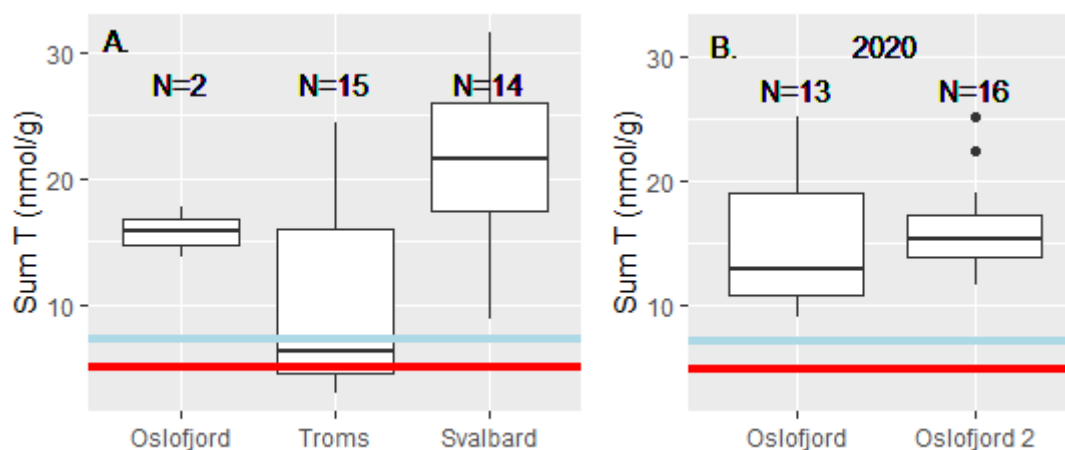 A.
N=2 N=15 N=14
Sum T (nmol/g)
30
20
10
Oslofjord Troms Svalbard
B. 2020
N=13 N=16
Sum T (nmol/g)
30
20
10
Oslofjord Oslofjord 2